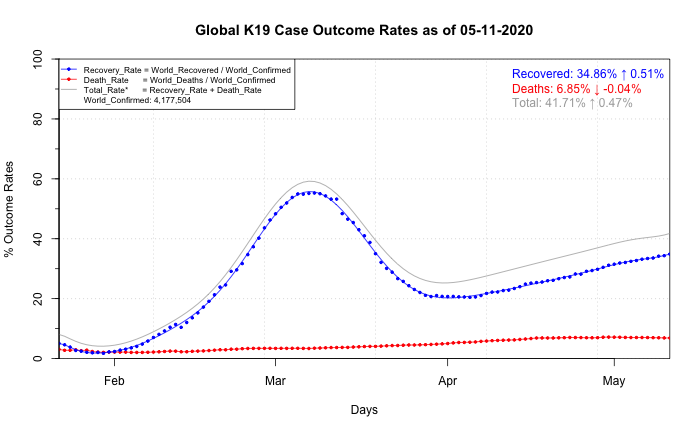 Global K19 Case Outcome Rates as of 05-11-2020
Recovery_Rate = World_Recovered / World_Confirmed
Death_Rate = World_Deaths / World_Confirmed
Total_Rate* = Recovery_Rate + Death_Rate
World_Confirmed: 4,177,504
Recovered: 34.86% ↑ 0.51%
Deaths: 6.85% ↓ -0.04%
Total: 41.71% ↑ 0.47%
% Outcome Rates
100
80
60
40
20
0
Feb Mar Apr May
Days